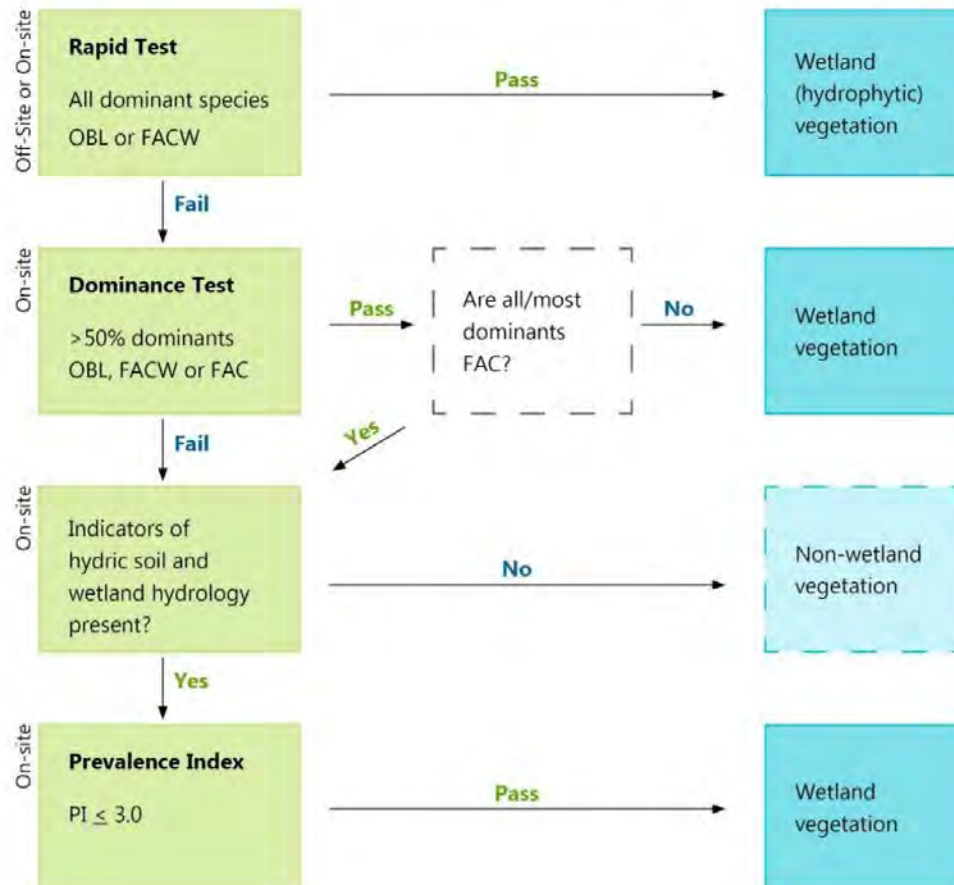 Off-Site or On-site
Rapid Test
All dominant species
OBL or FACW
Pass
Wetland
(hydrophytic)
vegetation
Fail
On-site
Dominance Test
>50% dominants
OBL, FACW or FAC
Pass
Are all/most
dominants
FAC?
No
Wetland
vegetation
Yes
Fail
On-site
Indicators of
hydric soil and
wetland hydrology
present?
No
Non-wetland
vegetation
Yes
On-site
Prevalence Index
PI ≤ 3.0
Pass
Wetland
vegetation